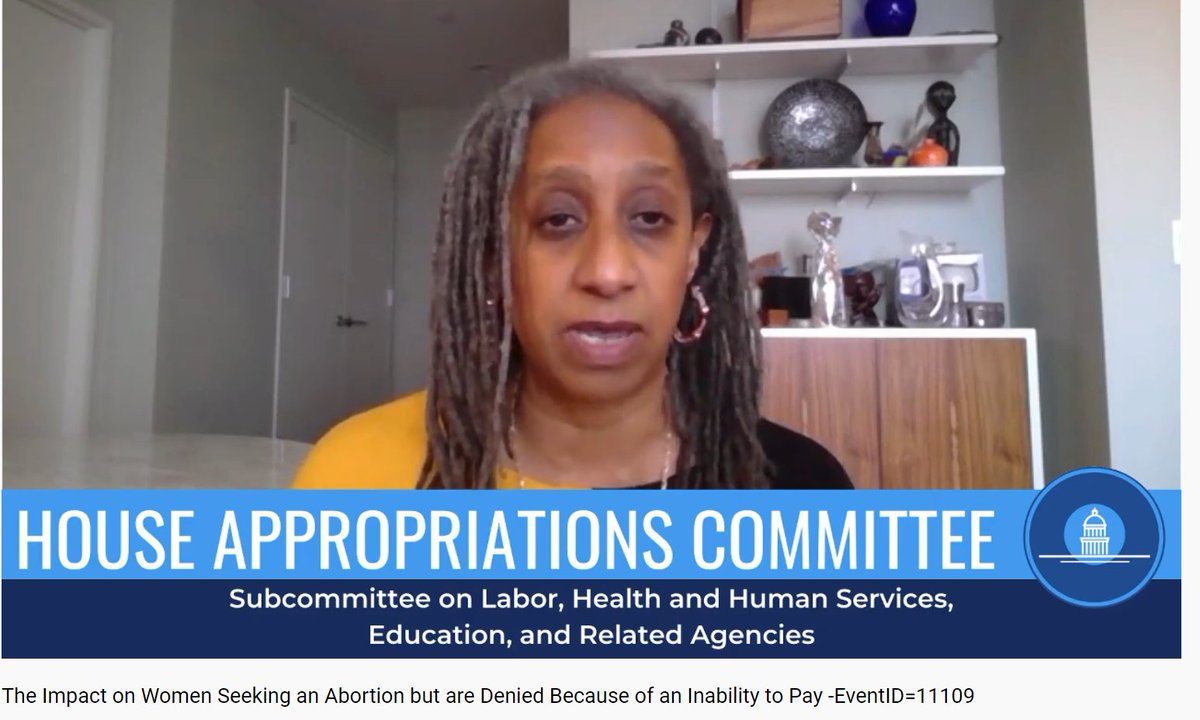 HOUSE APPROPRIATIONS COMMITTEE
Subcommittee on Labor, Health and Human Services,
Education, and Related Agencies
The Impact on Women Seeking an Abortion but are Denied Because of an Inability to Pay -EventID=11109